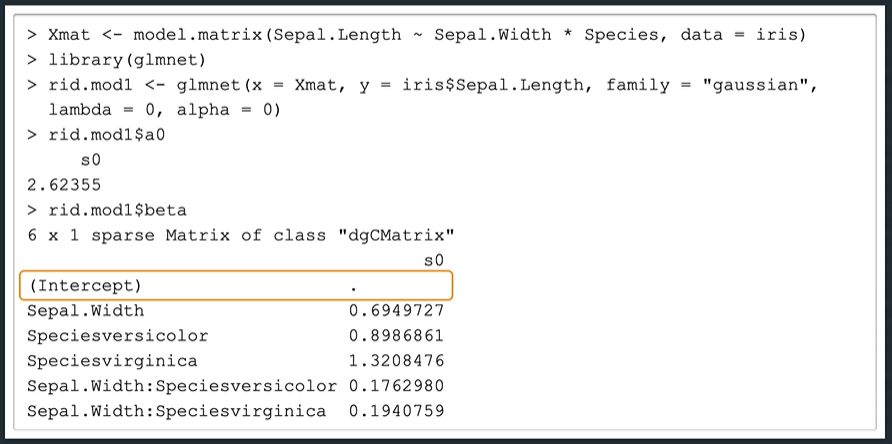 > Xmat <- model.matrix(Sepal.Length ~ Sepal.Width * Species, data = iris)
> library(glmnet)
> rid.mod1 <- glmnet(x = Xmat, y = iris$Sepal.Length, family = "gaussian",
lambda = 0, alpha = 0)
> rid.mod1$a0
s0
2.62355
> rid.mod1$beta
6 x 1 sparse Matrix of class "dgCMatrix"
s0
(Intercept) .
Sepal.Width 0.6949727
Speciesversicolor 0.8986861
Speciesvirginica 1.3208476
Sepal.Width:Speciesversicolor 0.1762980
Sepal.Width:Speciesvirginica 0.1940759